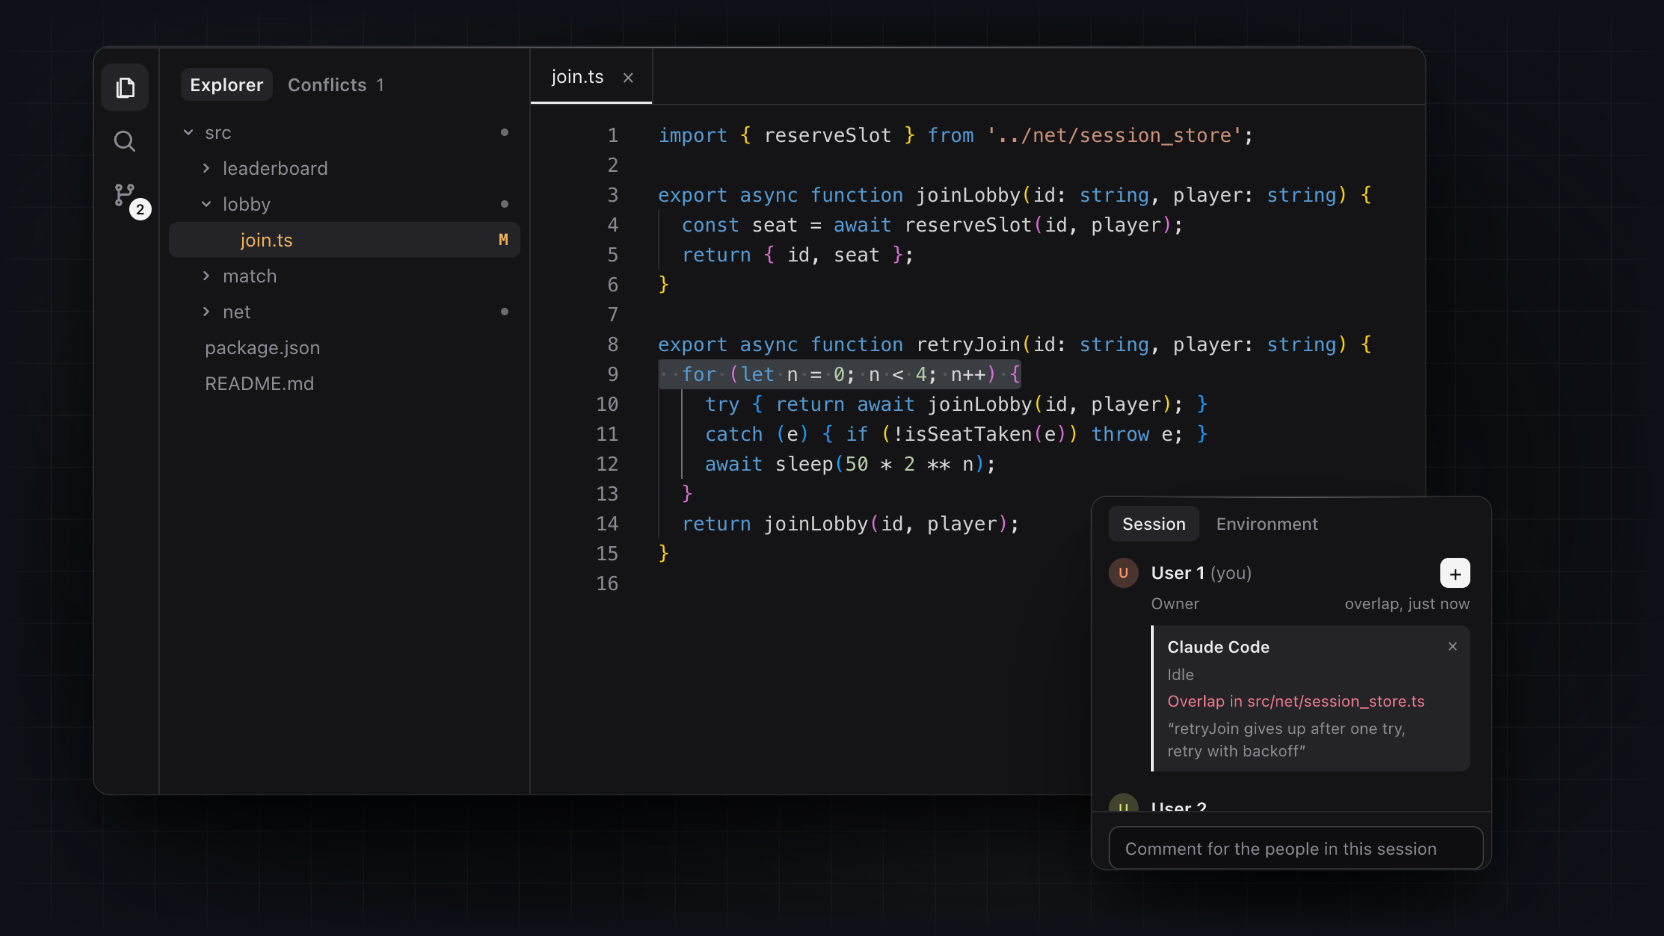 Explorer
Conflicts 1
src
leaderboard
lobby
join.ts M
match
net
package.json
README.md
2
join.ts ×
1 import { reserveSlot } from '../net/session_store';
2
3 export async function joinLobby(id: string, player: string) {
4 const seat = await reserveSlot(id, player);
5 return { id, seat };
6 }
7
8 export async function retryJoin(id: string, player: string) {
9 ··for·(let·n·=·0;·n·<·4;·n++)·{
10 try { return await joinLobby(id, player); }
11 catch (e) { if (!isSeatTaken(e)) throw e; }
12 await sleep(50 * 2 ** n);
13 }
14 return joinLobby(id, player);
15 }
16
Session
Environment
U User 1 (you) +
Owner overlap, just now
Claude Code ×
Idle
Overlap in src/net/session_store.ts
“retryJoin gives up after one try,
retry with backoff”
U User 2
Comment for the people in this session